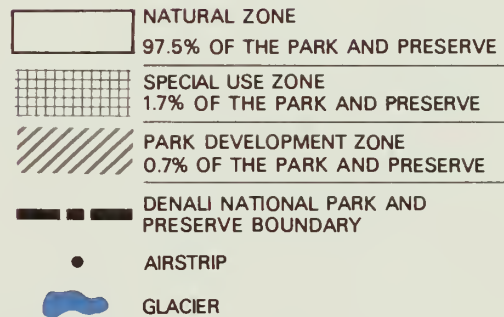 NATURAL ZONE
97.5% OF THE PARK AND PRESERVE
SPECIAL USE ZONE
1.7% OF THE PARK AND PRESERVE
PARK DEVELOPMENT ZONE
0.7% OF THE PARK AND PRESERVE
DENALI NATIONAL PARK AND
PRESERVE BOUNDARY
AIRSTRIP
GLACIER